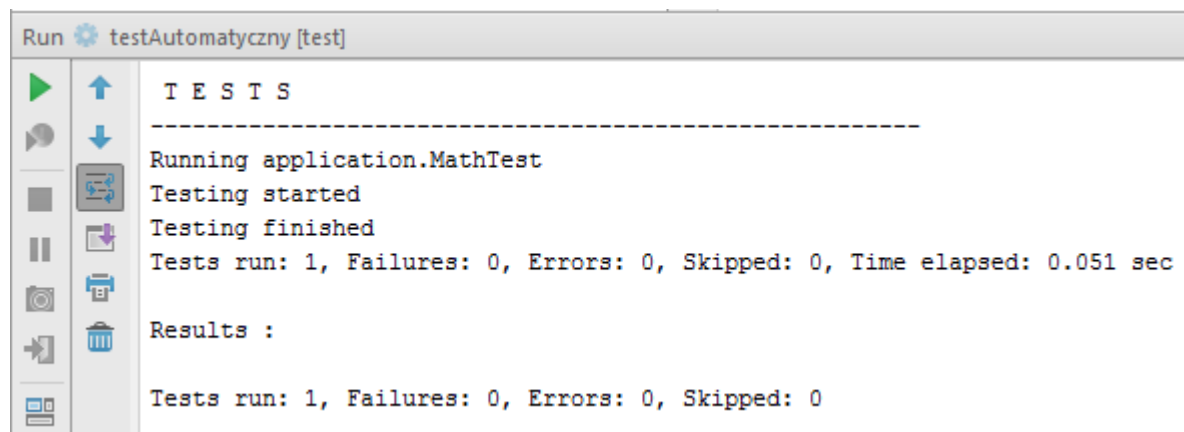 Run testAutomatyczny [test]
T E S T S
-------------------------------------------------------
Running application.MathTest
Testing started
Testing finished
Tests run: 1, Failures: 0, Errors: 0, Skipped: 0, Time elapsed: 0.051 sec
Results :
Tests run: 1, Failures: 0, Errors: 0, Skipped: 0